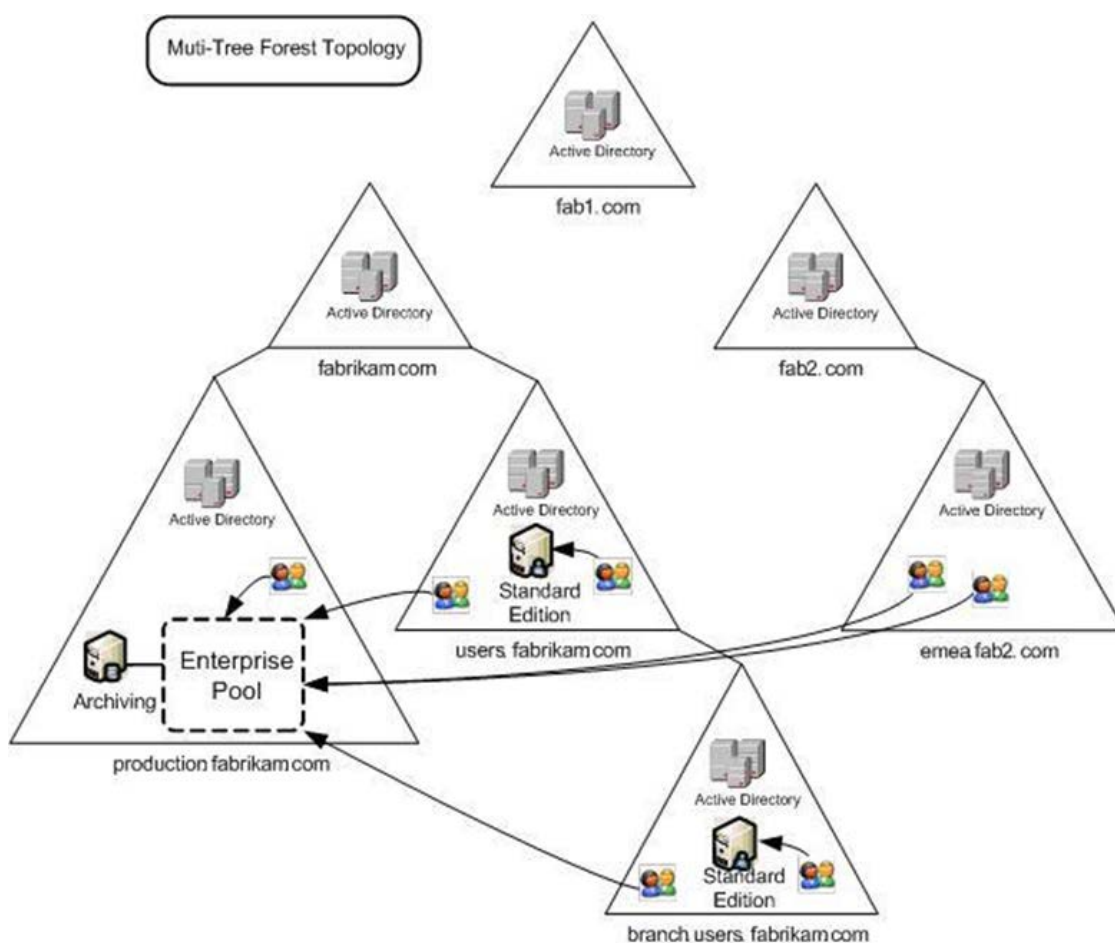 Muti-Tree Forest Topology
Active Directory
fab1. com
Active Directory
fabrikam com
Active Directory
fab2. com
Active Directory
Active Directory
Standard
Edition
users. fabrikam com
Active Directory
emea fab2. com
Enterprise
Pool
Archiving
production fabrikam com
Active Directory
Standard
Edition
branch users. fabrikam com